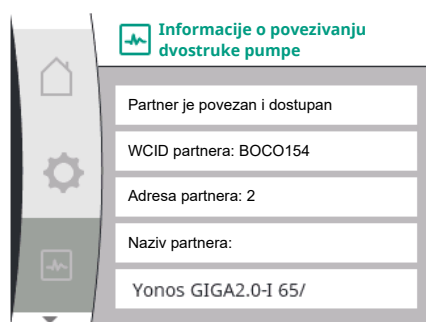 Informacije o povezivanju
dvostruke pumpe
Partner je povezan i dostupan
WCID partnera: BOCO154
Adresa partnera: 2
Naziv partnera:
Yonos GIGA2.0-I 65/